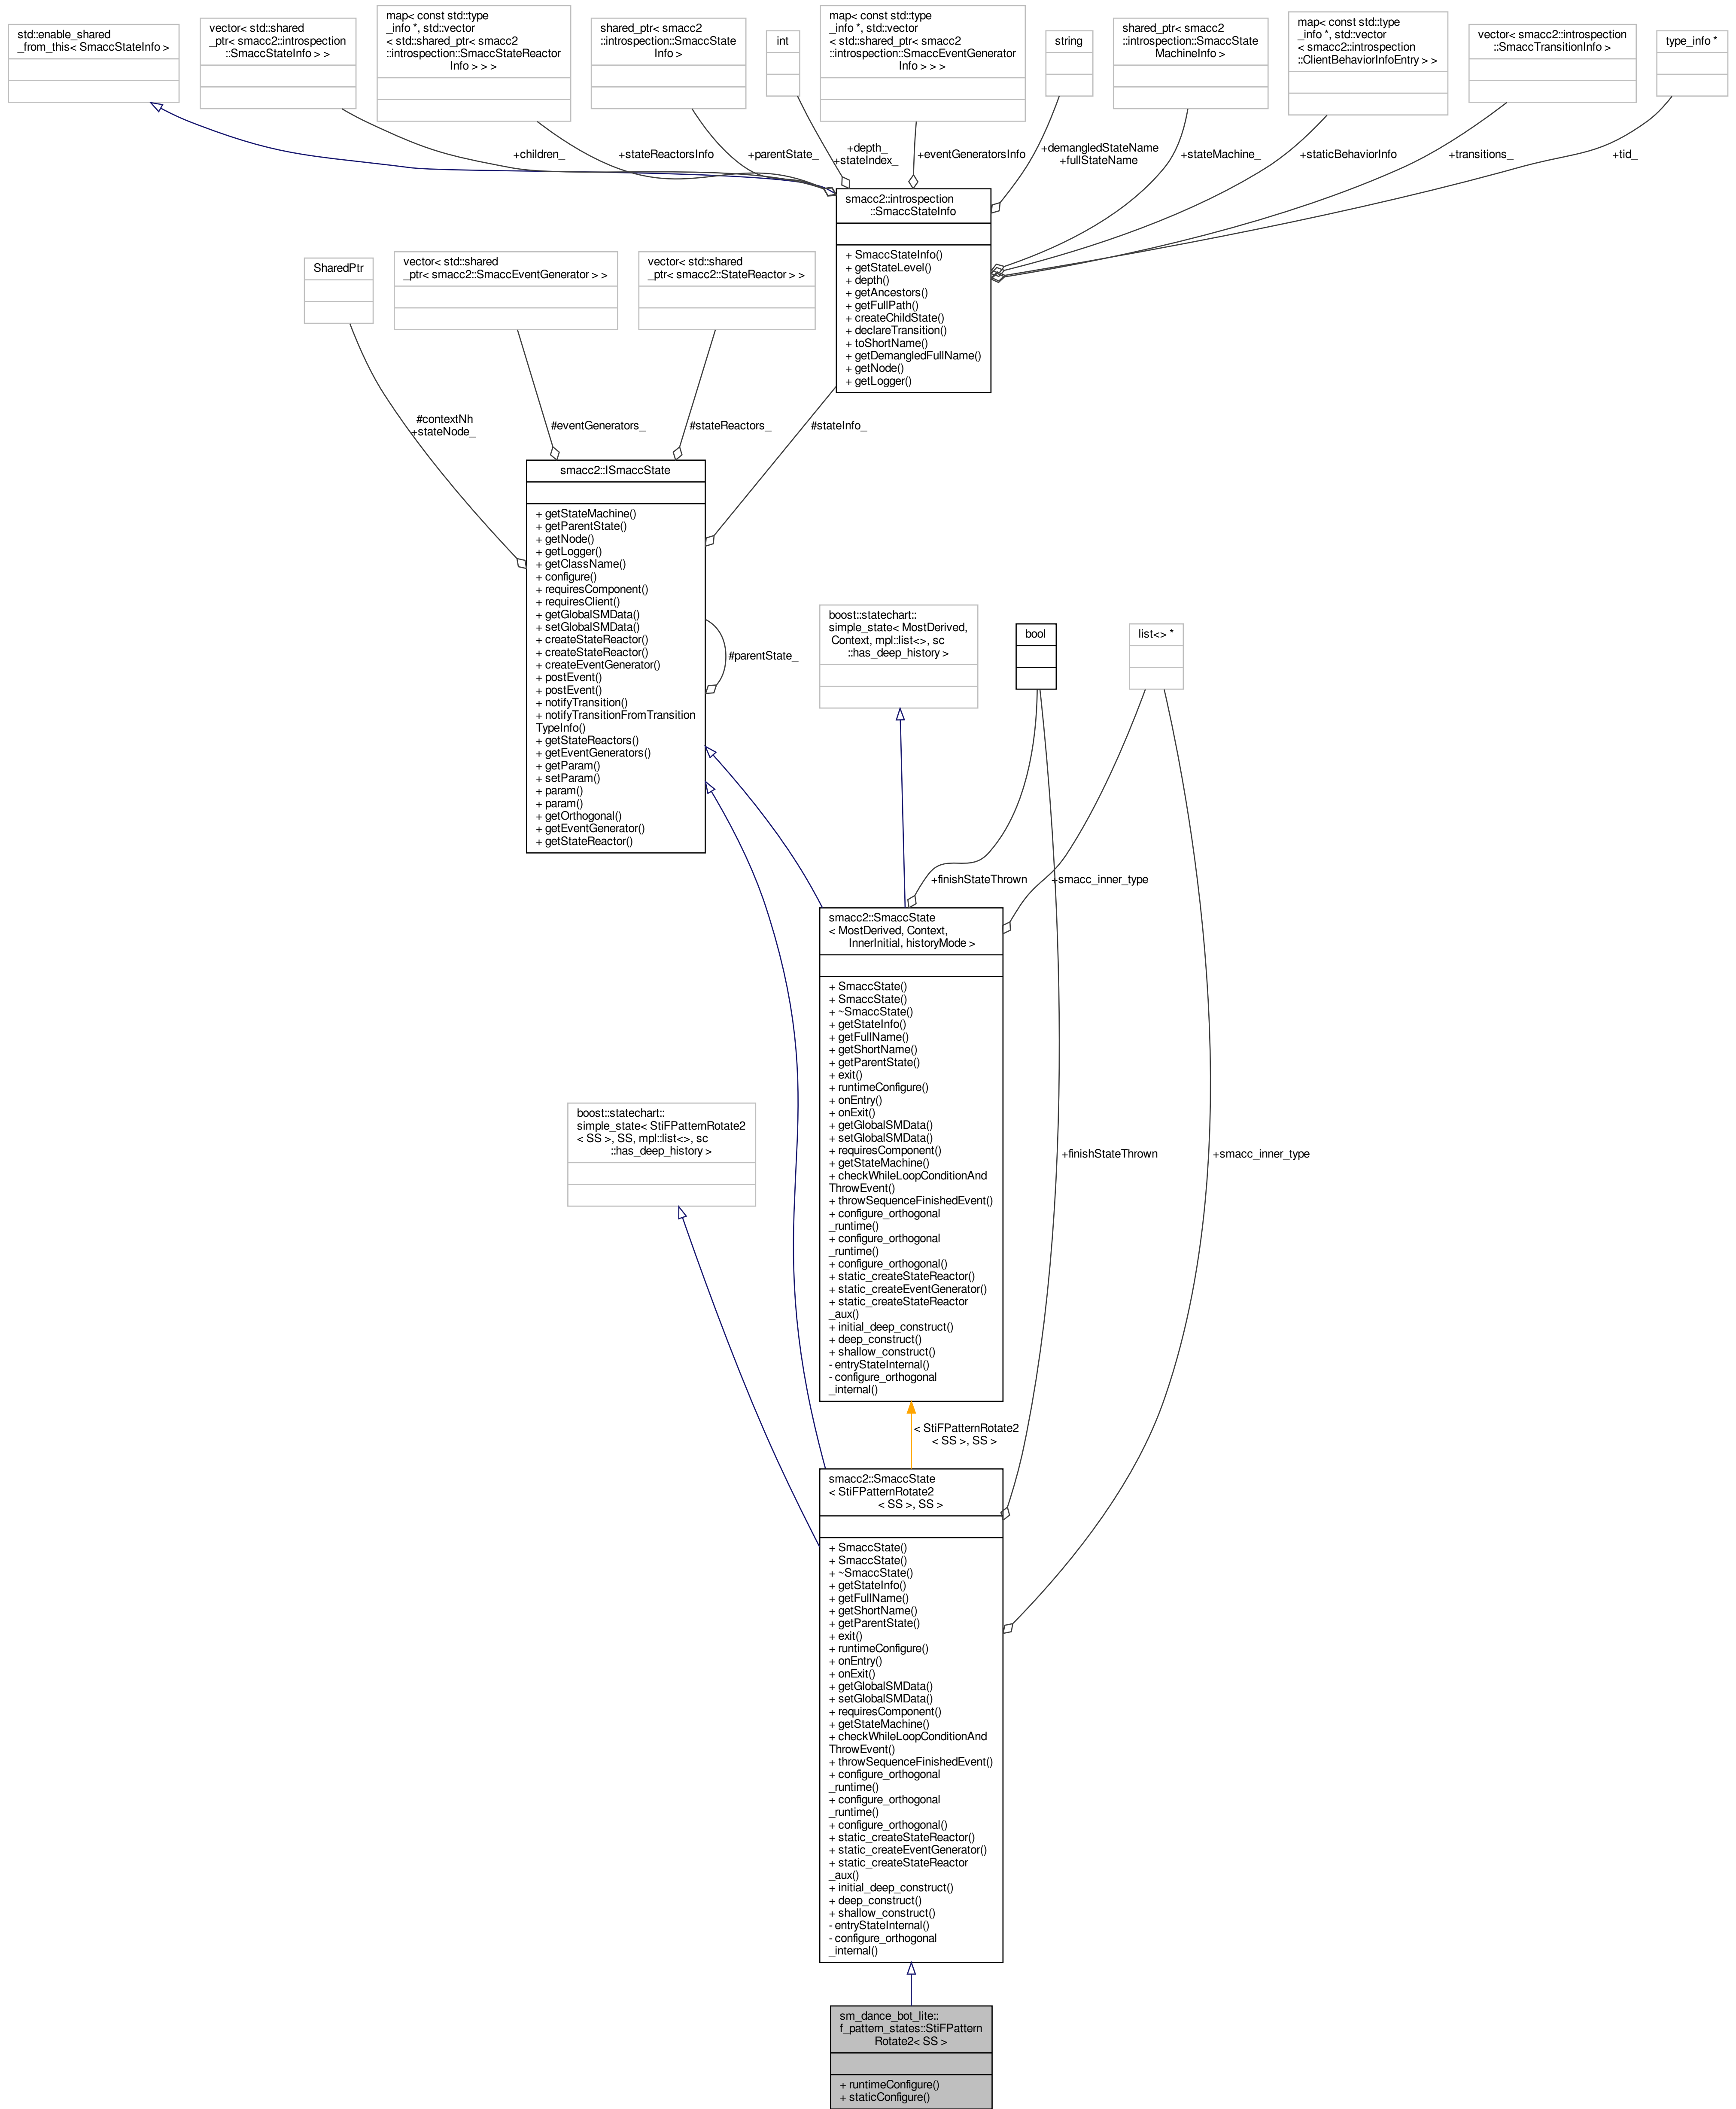 std::enable_shared
_from_this< SmaccStateInfo >
vector< std::shared
_ptr< smacc2::introspection
::SmaccStateInfo > >
map< const std::type
_info *, std::vector
< std::shared_ptr< smacc2
::introspection::SmaccStateReactor
Info > > >
shared_ptr< smacc2
::introspection::SmaccState
Info >
int
map< const std::type
_info *, std::vector
< std::shared_ptr< smacc2
::introspection::SmaccEventGenerator
Info > > >
string
shared_ptr< smacc2
::introspection::SmaccState
MachineInfo >
map< const std::type
_info *, std::vector
< smacc2::introspection
::ClientBehaviorInfoEntry > >
vector< smacc2::introspection
::SmaccTransitionInfo >
type_info *
+children_
+stateReactorsInfo
+parentState_
+depth_
+stateIndex_
+eventGeneratorsInfo
+demangledStateName
+fullStateName
+stateMachine_
+staticBehaviorInfo
+transitions_
+tid_
smacc2::introspection
::SmaccStateInfo
+ SmaccStateInfo()
+ getStateLevel()
+ depth()
+ getAncestors()
+ getFullPath()
+ createChildState()
+ declareTransition()
+ toShortName()
+ getDemangledFullName()
+ getNode()
+ getLogger()
SharedPtr
vector< std::shared
_ptr< smacc2::SmaccEventGenerator > >
vector< std::shared
_ptr< smacc2::StateReactor > >
#contextNh
+stateNode_
#eventGenerators_
#stateReactors_
#stateInfo_
smacc2::ISmaccState
+ getStateMachine()
+ getParentState()
+ getNode()
+ getLogger()
+ getClassName()
+ configure()
+ requiresComponent()
+ requiresClient()
+ getGlobalSMData()
+ setGlobalSMData()
+ createStateReactor()
+ createStateReactor()
+ createEventGenerator()
+ postEvent()
+ postEvent()
+ notifyTransition()
+ notifyTransitionFromTransition
TypeInfo()
+ getStateReactors()
+ getEventGenerators()
+ getParam()
+ setParam()
+ param()
+ param()
+ getOrthogonal()
+ getEventGenerator()
+ getStateReactor()
#parentState_
boost::statechart::
simple_state< MostDerived,
Context, mpl::list<>, sc
::has_deep_history >
bool
list<> *
+finishStateThrown
+smacc_inner_type
smacc2::SmaccState
< MostDerived, Context,
InnerInitial, historyMode >
+ SmaccState()
+ SmaccState()
+ ~SmaccState()
+ getStateInfo()
+ getFullName()
+ getShortName()
+ getParentState()
+ exit()
+ runtimeConfigure()
+ onEntry()
+ onExit()
+ getGlobalSMData()
+ setGlobalSMData()
+ requiresComponent()
+ getStateMachine()
+ checkWhileLoopConditionAnd
ThrowEvent()
+ throwSequenceFinishedEvent()
+ configure_orthogonal
_runtime()
+ configure_orthogonal
_runtime()
+ configure_orthogonal()
+ static_createStateReactor()
+ static_createEventGenerator()
+ static_createStateReactor
_aux()
+ initial_deep_construct()
+ deep_construct()
+ shallow_construct()
- entryStateInternal()
- configure_orthogonal
_internal()
boost::statechart::
simple_state< StiFPatternRotate2
< SS >, SS, mpl::list<>, sc
::has_deep_history >
+finishStateThrown
+smacc_inner_type
< StiFPatternRotate2
< SS >, SS >
smacc2::SmaccState
< StiFPatternRotate2
< SS >, SS >
+ SmaccState()
+ SmaccState()
+ ~SmaccState()
+ getStateInfo()
+ getFullName()
+ getShortName()
+ getParentState()
+ exit()
+ runtimeConfigure()
+ onEntry()
+ onExit()
+ getGlobalSMData()
+ setGlobalSMData()
+ requiresComponent()
+ getStateMachine()
+ checkWhileLoopConditionAnd
ThrowEvent()
+ throwSequenceFinishedEvent()
+ configure_orthogonal
_runtime()
+ configure_orthogonal
_runtime()
+ configure_orthogonal()
+ static_createStateReactor()
+ static_createEventGenerator()
+ static_createStateReactor
_aux()
+ initial_deep_construct()
+ deep_construct()
+ shallow_construct()
- entryStateInternal()
- configure_orthogonal
_internal()
sm_dance_bot_lite::
f_pattern_states::StiFPattern
Rotate2< SS >
+ runtimeConfigure()
+ staticConfigure()